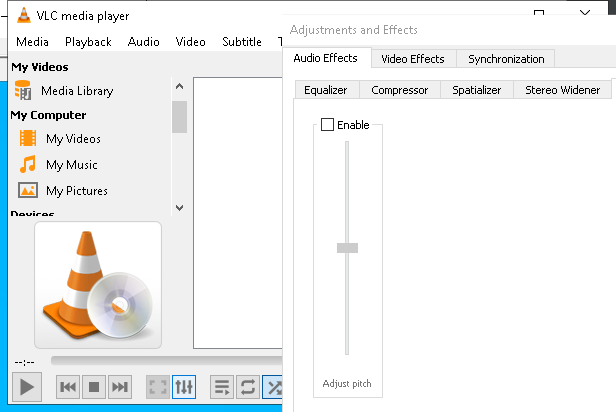 VLC media player
Media Playback Audio Video Subtitle
My Videos
Media Library
My Computer
My Videos
My Music
My Pictures
Devices
--:--
Adjustments and Effects
Audio Effects Video Effects Synchronization
Equalizer Compressor Spatializer Stereo Widener
Enable
Adjust pitch